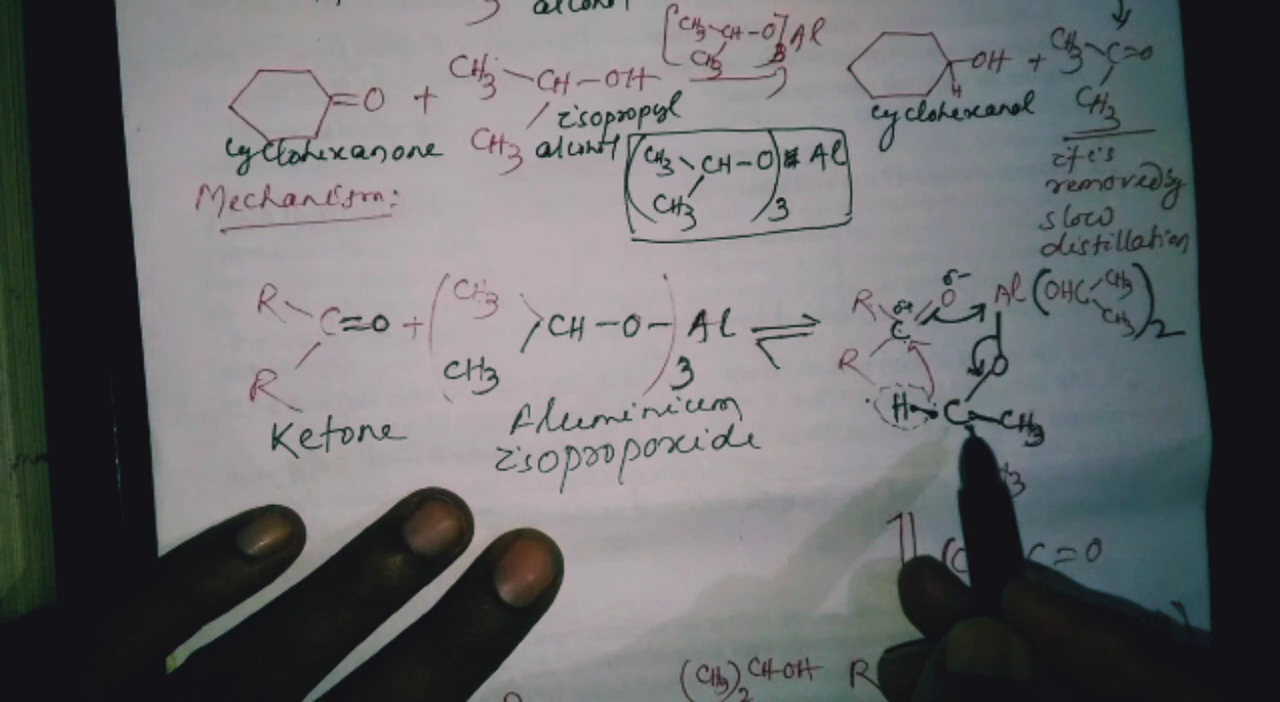 alcohol
[CH3 CH-O]3 Al
CH3
=O + CH3 CH-OH
CH3
-OH + CH3 C=O
H
CH3
cyclohexanone
isopropyl
alcohol
cyclohexanol
(CH3 CH-O) Al
CH3 3
it is
removed by
slow
distillation
Mechanism:
R C=O + (CH3 CH-O-) Al ⇌
R CH3 3
R C δ+ O δ- Al (OHC CH3
CH3)2
R
O
H-C-CH3
Ketone
Aluminium
isopropoxide
C=O
(CH3)2 CH-OH R